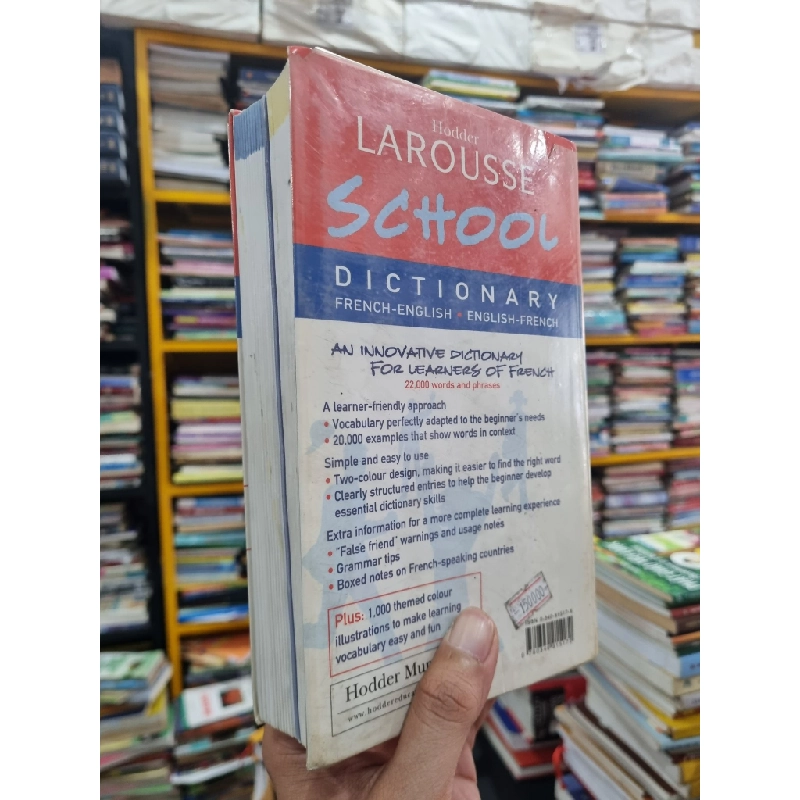 Hodder
LAROUSSE
SCHOOL
DICTIONARY
FRENCH-ENGLISH • ENGLISH-FRENCH
AN INNOVATIVE DICTIONARY
FOR LEARNERS OF FRENCH
22,000 words and phrases
A learner-friendly approach
• Vocabulary perfectly adapted to the beginner's needs
• 20,000 examples that show words in context
Simple and easy to use
• Two-colour design, making it easier to find the right word
• Clearly structured entries to help the beginner develop
essential dictionary skills
Extra information for a more complete learning experience
• "False friend" warnings and usage notes
• Grammar tips
• Boxed notes on French-speaking countries
Plus: 1,000 themed colour
illustrations to make learning
vocabulary easy and fun
150000
Hodder